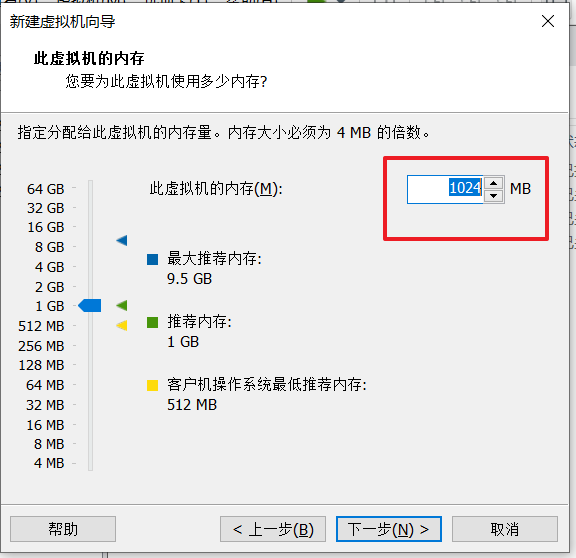 新建虚拟机向导
此虚拟机的内存
您要为此虚拟机使用多少内存?
指定分配给此虚拟机的内存量。内存大小必须为 4 MB 的倍数。
64 GB
32 GB
16 GB
8 GB
4 GB
2 GB
1 GB
512 MB
256 MB
128 MB
64 MB
32 MB
16 MB
8 MB
4 MB
此虚拟机的内存(M):
1024 MB
最大推荐内存:
9.5 GB
推荐内存:
1 GB
客户机操作系统最低推荐内存:
512 MB
帮助
< 上一步(B)
下一步(N) >
取消